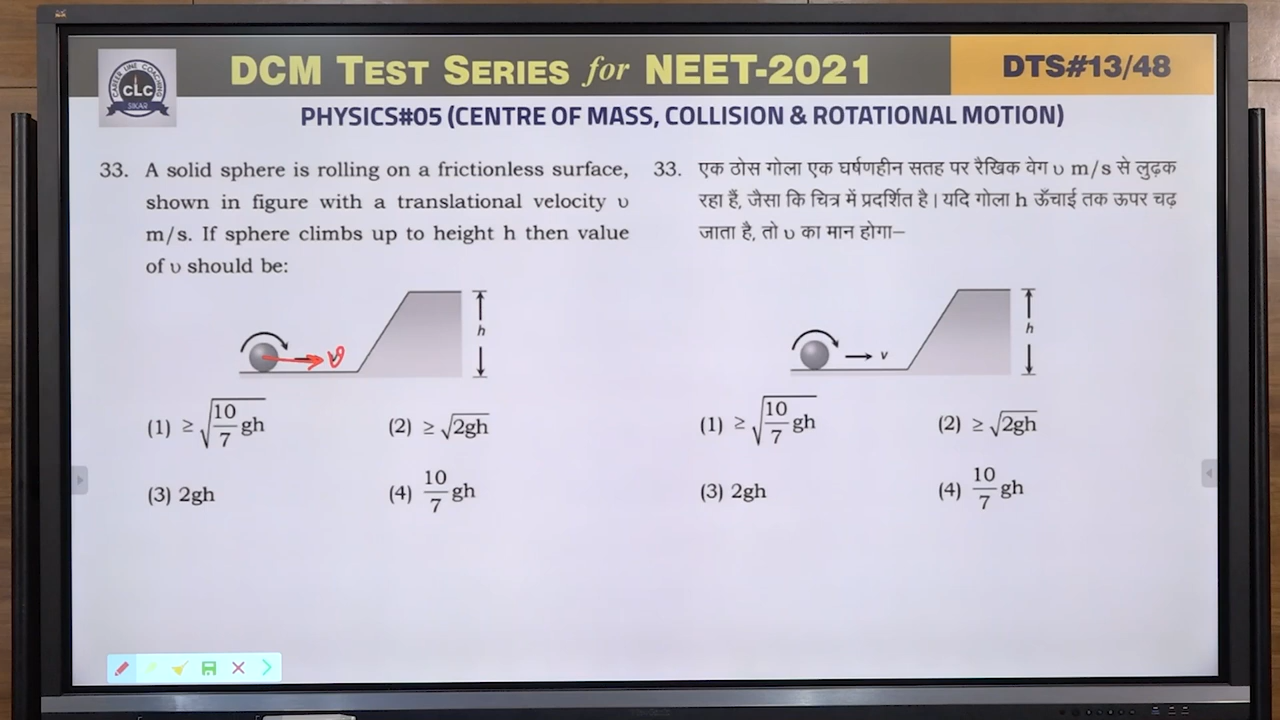 CAREER LINE COACHING
CLC
SIKAR
DCM TEST SERIES for NEET-2021
DTS#13/48
PHYSICS#05 (CENTRE OF MASS, COLLISION & ROTATIONAL MOTION)
33. A solid sphere is rolling on a frictionless surface,
shown in figure with a translational velocity υ
m/s. If sphere climbs up to height h then value
of υ should be:
h
v
(1) ≥ √(10/7 gh) (2) ≥ √2gh
(3) 2gh (4) 10/7 gh
33. एक ठोस गोला एक घर्षणहीन सतह पर रैखिक वेग υ m/s से लुढ़क
रहा हैं, जैसा कि चित्र में प्रदर्शित है। यदि गोला h ऊँचाई तक ऊपर चढ़
जाता है, तो υ का मान होगा–
h
v
(1) ≥ √(10/7 gh) (2) ≥ √2gh
(3) 2gh (4) 10/7 gh